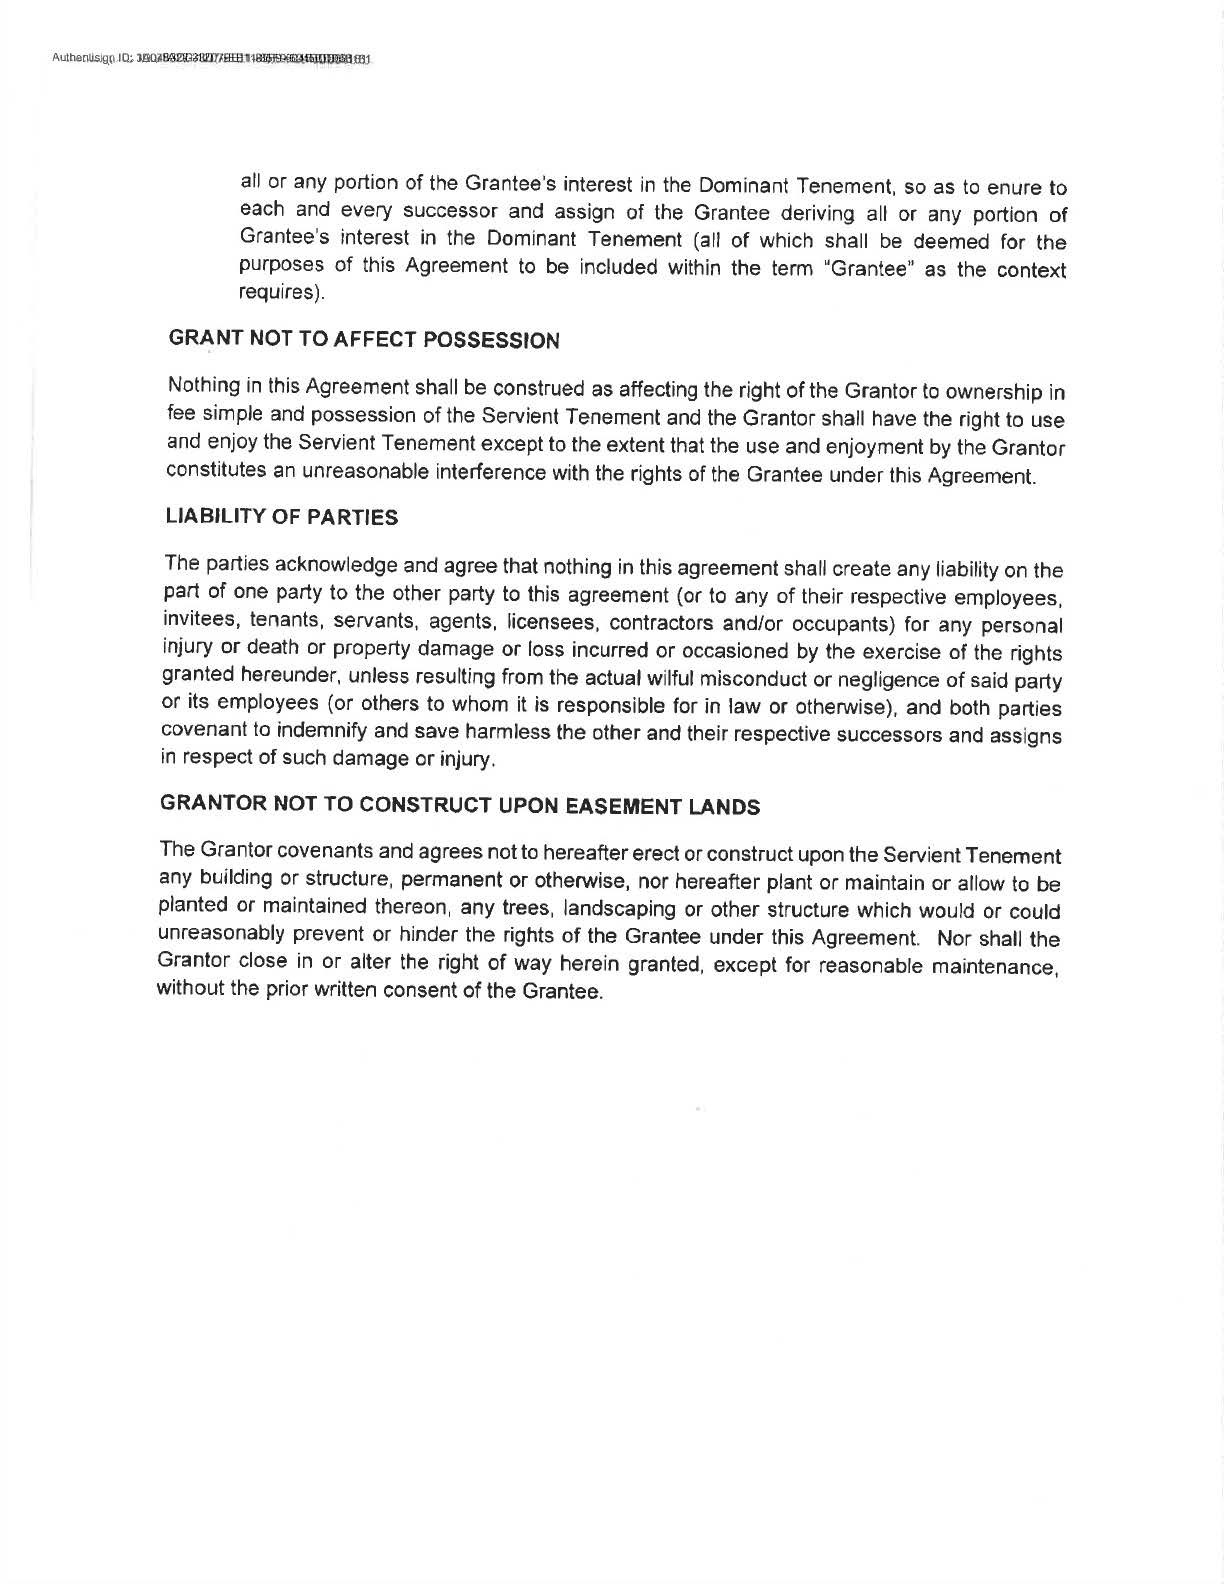 Authentisign ID:
all or any portion of the Grantee's interest in the Dominant Tenement, so as to enure to
each and every successor and assign of the Grantee deriving all or any portion of
Grantee's interest in the Dominant Tenement (all of which shall be deemed for the
purposes of this Agreement to be included within the term "Grantee" as the context
requires).
GRANT NOT TO AFFECT POSSESSION
Nothing in this Agreement shall be construed as affecting the right of the Grantor to ownership in
fee simple and possession of the Servient Tenement and the Grantor shall have the right to use
and enjoy the Servient Tenement except to the extent that the use and enjoyment by the Grantor
constitutes an unreasonable interference with the rights of the Grantee under this Agreement.
LIABILITY OF PARTIES
The parties acknowledge and agree that nothing in this agreement shall create any liability on the
part of one party to the other party to this agreement (or to any of their respective employees,
invitees, tenants, servants, agents, licensees, contractors and/or occupants) for any personal
injury or death or property damage or loss incurred or occasioned by the exercise of the rights
granted hereunder, unless resulting from the actual wilful misconduct or negligence of said party
or its employees (or others to whom it is responsible for in law or otherwise), and both parties
covenant to indemnify and save harmless the other and their respective successors and assigns
in respect of such damage or injury.
GRANTOR NOT TO CONSTRUCT UPON EASEMENT LANDS
The Grantor covenants and agrees not to hereafter erect or construct upon the Servient Tenement
any building or structure, permanent or otherwise, nor hereafter plant or maintain or allow to be
planted or maintained thereon, any trees, landscaping or other structure which would or could
unreasonably prevent or hinder the rights of the Grantee under this Agreement. Nor shall the
Grantor close in or alter the right of way herein granted, except for reasonable maintenance,
without the prior written consent of the Grantee.